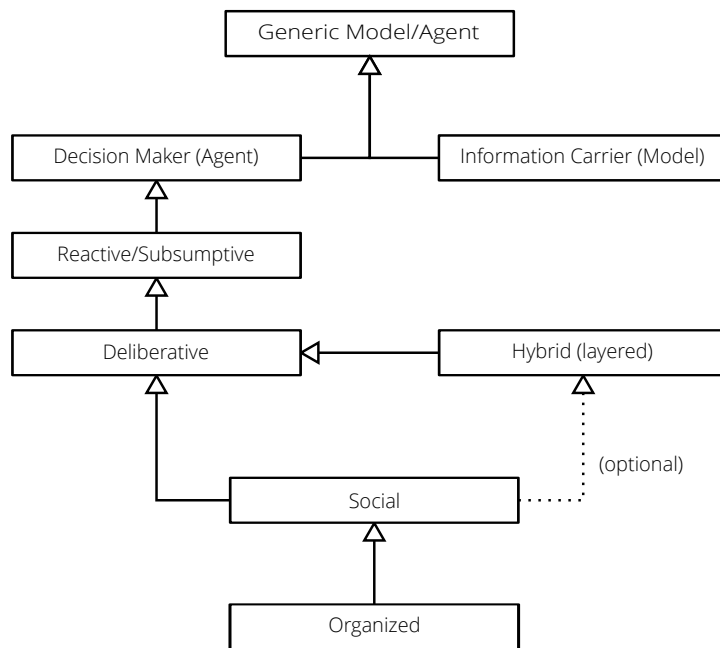 Generic Model/Agent
Decision Maker (Agent)
Information Carrier (Model)
Reactive/Subsumptive
Deliberative
Hybrid (layered)
(optional)
Social
Organized